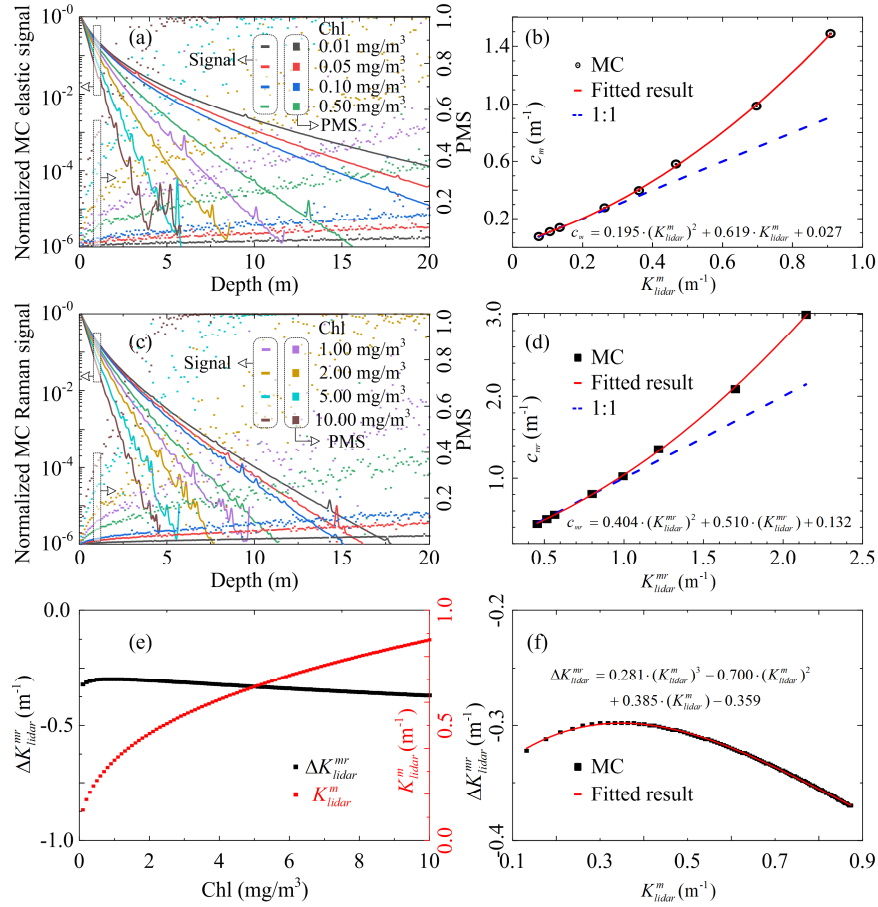 (a)
Normalized MC elastic signal
10⁻⁰
10⁻²
10⁻⁴
10⁻⁶
0
5
10
15
20
Depth (m)
1.0
0.8
0.6
0.4
0.2
PMS
Signal
Chl
0.01 mg/m³
0.05 mg/m³
0.10 mg/m³
0.50 mg/m³
PMS
(b)
MC
Fitted result
1:1
c_m (m⁻¹)
1.4
1.0
0.6
0.2
c_m = 0.195·(K^m_lidar)² + 0.619·K^m_lidar + 0.027
0
0.2
0.4
0.6
0.8
1.0
K^m_lidar (m⁻¹)
(c)
Normalized MC Raman signal
10⁻⁰
10⁻²
10⁻⁴
10⁻⁶
0
5
10
15
20
Depth (m)
1.0
0.8
0.6
0.4
0.2
PMS
Signal
Chl
1.00 mg/m³
2.00 mg/m³
5.00 mg/m³
10.00 mg/m³
PMS
(d)
MC
Fitted result
1:1
c_mr (m⁻¹)
3.0
2.0
1.0
c_mr = 0.404·(K^mr_lidar)² + 0.510·(K^mr_lidar) + 0.132
0.5
1.0
1.5
2.0
2.5
K^mr_lidar (m⁻¹)
(e)
ΔK^mr_lidar (m⁻¹)
0.0
-0.5
-1.0
0
2
4
6
8
10
Chl (mg/m³)
1.0
0.5
0.0
K^m_lidar (m⁻¹)
ΔK^mr_lidar
K^m_lidar
(f)
ΔK^mr_lidar (m⁻¹)
-0.2
-0.3
-0.4
ΔK^mr_lidar = 0.281·(K^m_lidar)³ − 0.700·(K^m_lidar)²
+ 0.385·(K^m_lidar) − 0.359
MC
Fitted result
0.1
0.3
0.5
0.7
0.9
K^m_lidar (m⁻¹)